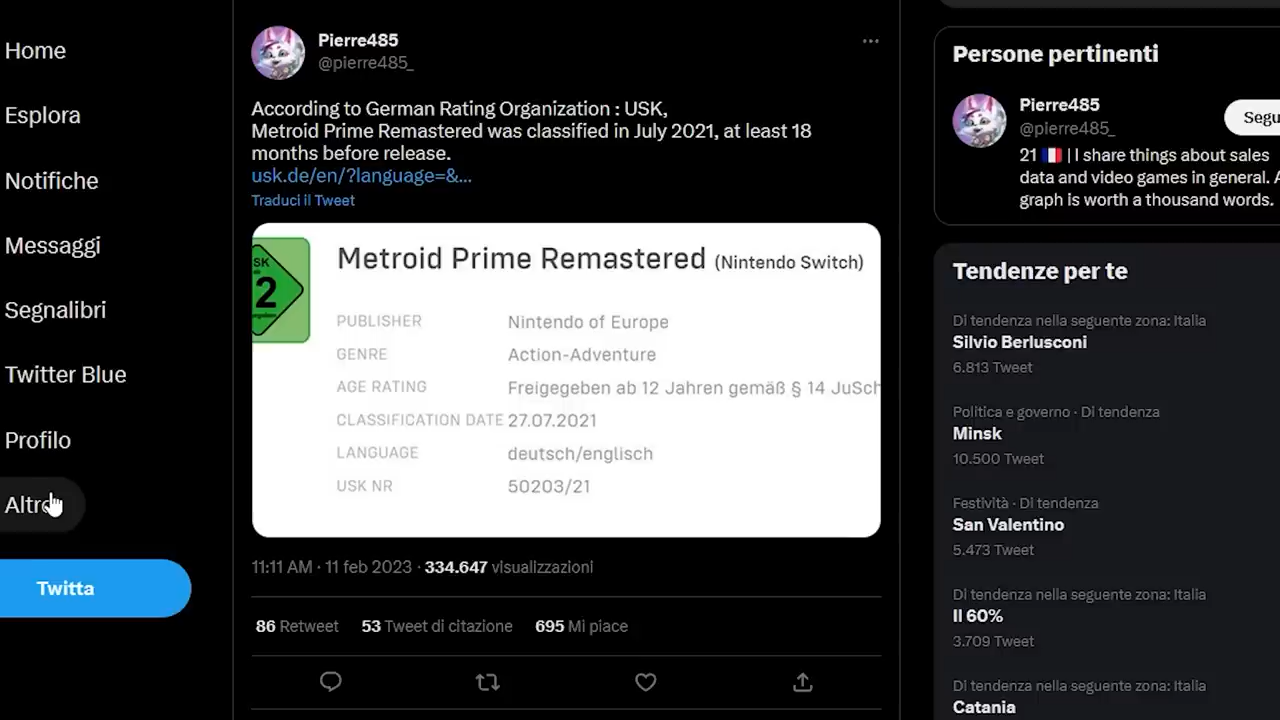 Home
Esplora
Notifiche
Messaggi
Segnalibri
Twitter Blue
Profilo
Altro
Twitta
Pierre485
@pierre485_
According to German Rating Organization : USK,
Metroid Prime Remastered was classified in July 2021, at least 18
months before release.
usk.de/en/?language=&...
Traduci il Tweet
SK
2
Metroid Prime Remastered (Nintendo Switch)
PUBLISHER Nintendo of Europe
GENRE Action-Adventure
AGE RATING Freigegeben ab 12 Jahren gemäß § 14 JuSch
CLASSIFICATION DATE 27.07.2021
LANGUAGE deutsch/englisch
USK NR 50203/21
11:11 AM · 11 feb 2023 · 334.647 visualizzazioni
86 Retweet 53 Tweet di citazione 695 Mi piace
Persone pertinenti
Pierre485
@pierre485_
Segu
21 🇫🇷 | I share things about sales
data and video games in general. A
graph is worth a thousand words.
Tendenze per te
Di tendenza nella seguente zona: Italia
Silvio Berlusconi
6.813 Tweet
Politica e governo · Di tendenza
Minsk
10.500 Tweet
Festività · Di tendenza
San Valentino
5.473 Tweet
Di tendenza nella seguente zona: Italia
Il 60%
3.709 Tweet
Di tendenza nella seguente zona: Italia
Catania